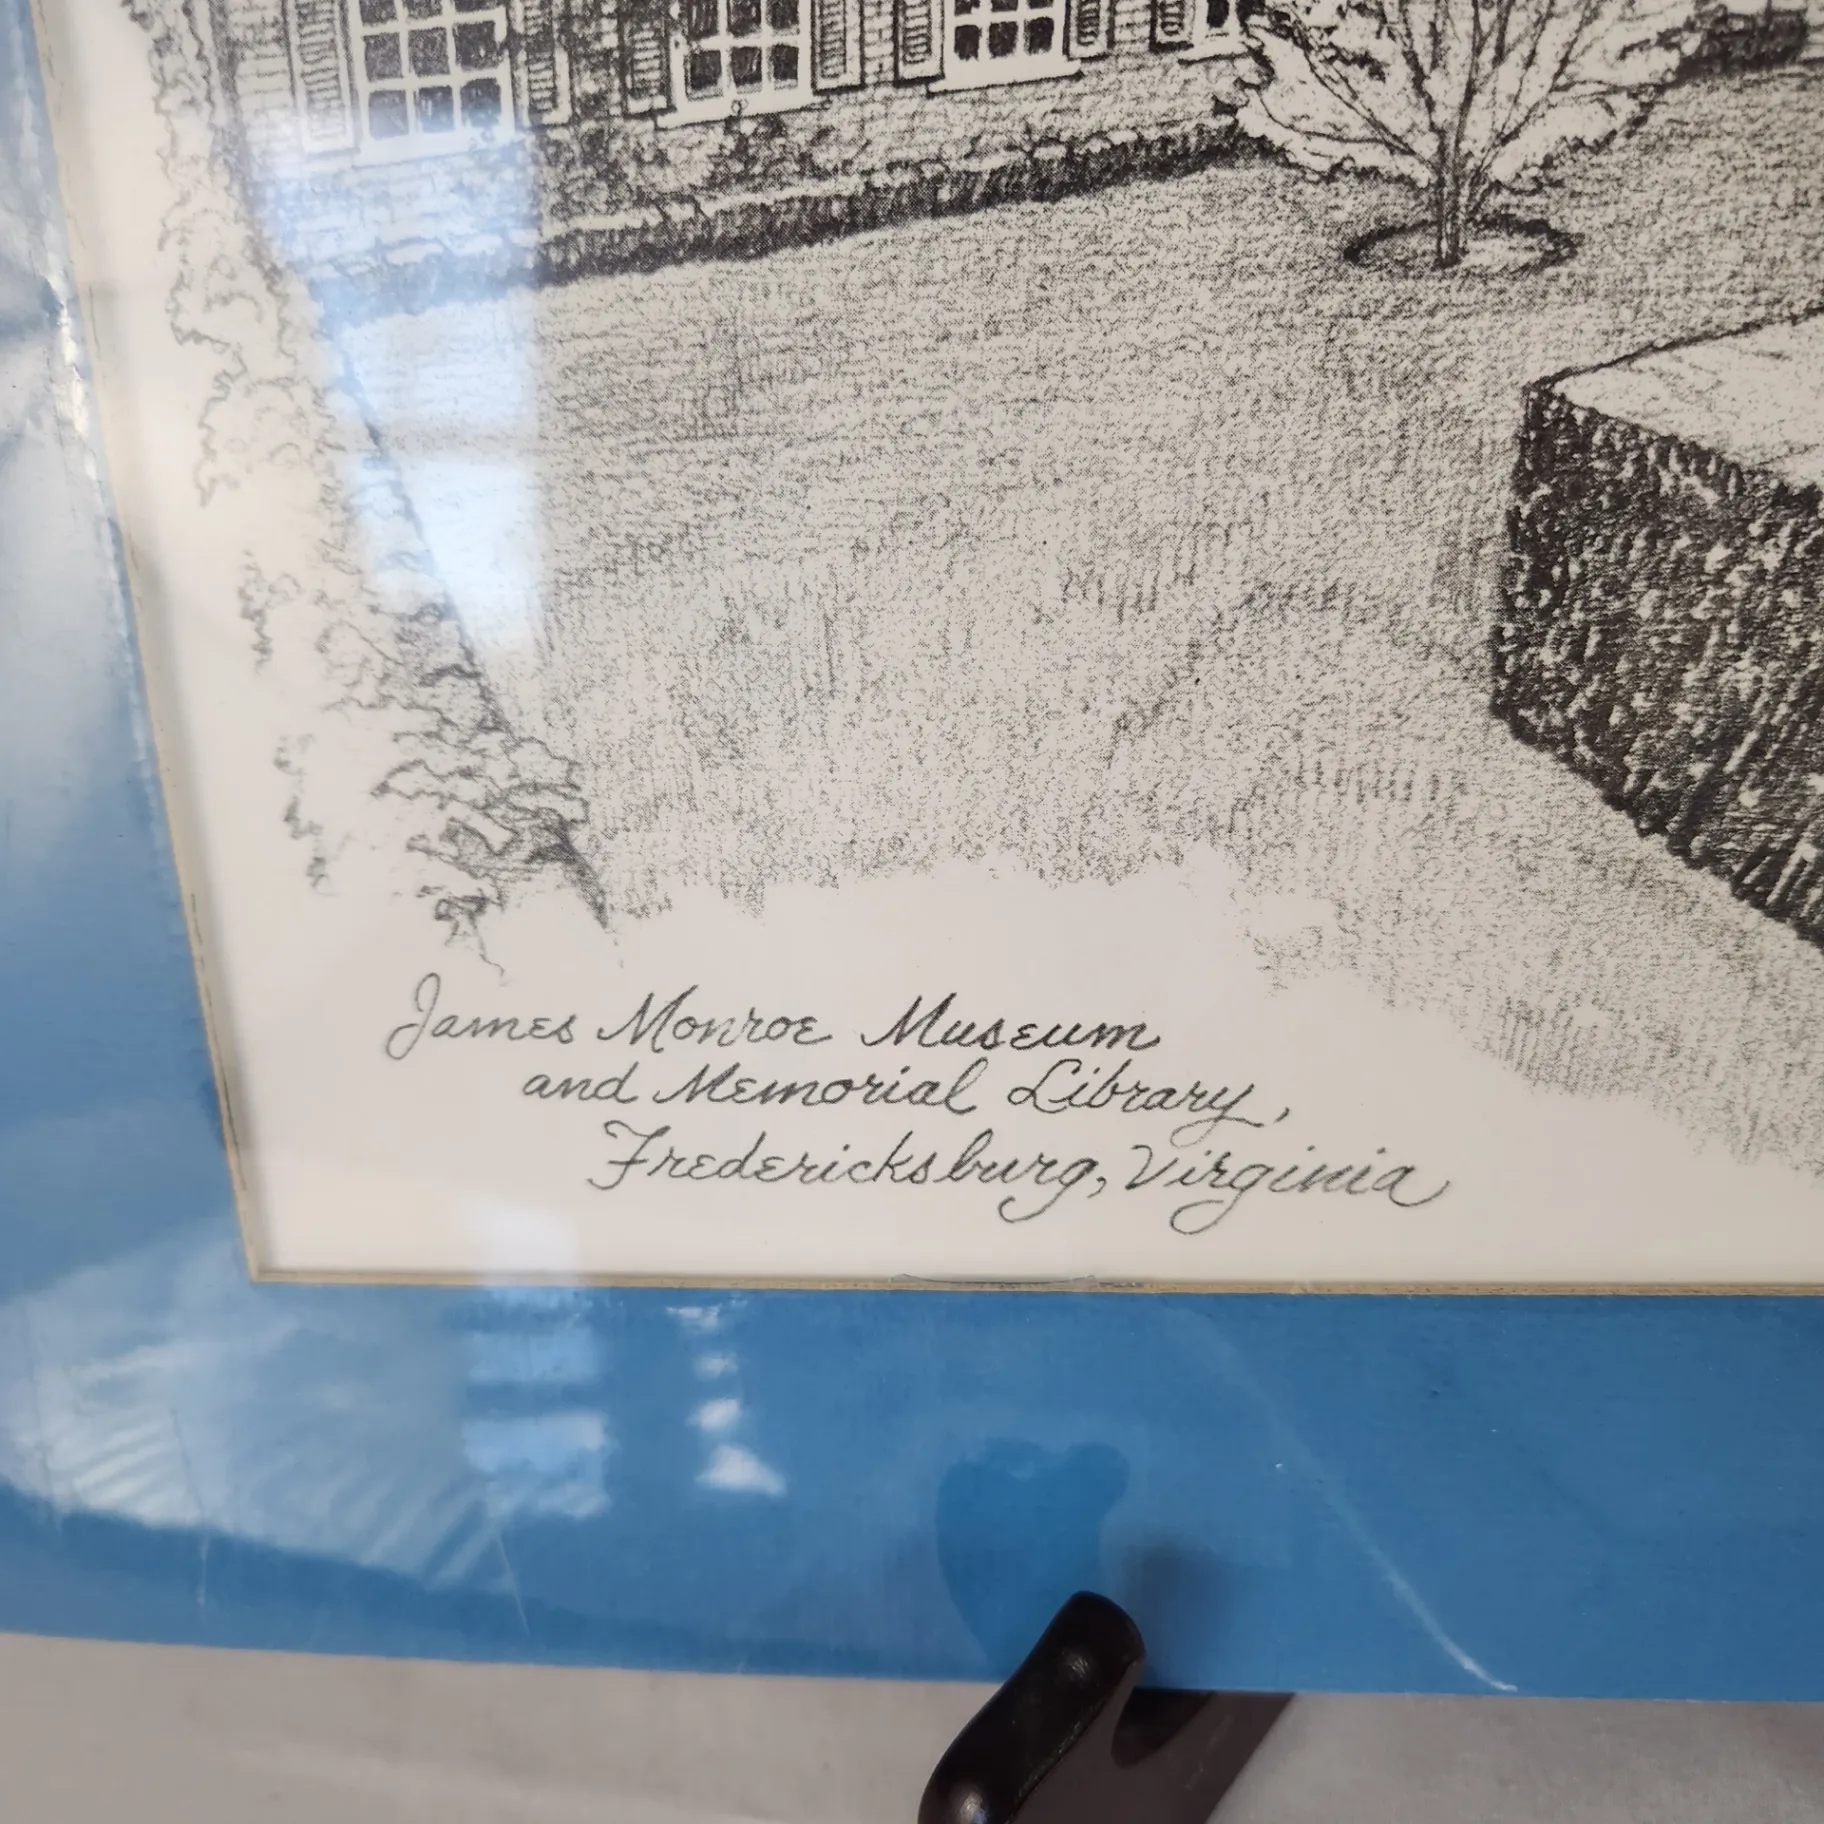 James Monroe Museum
and Memorial Library,
Fredericksburg, Virginia